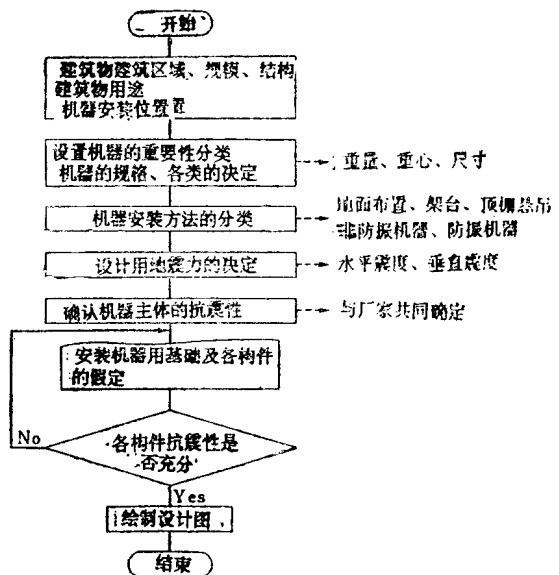 开始
建筑物建筑区域、规模、结构
建筑物用途
机器安装位置
设置机器的重要性分类
机器的规格、各类的决定
重量、重心、尺寸
机器安装方法的分类
地面布置、架台、顶棚悬吊
非防振机器、防振机器
设计用地震力的决定
水平震度、垂直震度
确认机器主体的抗震性
与厂家共同确定
安装机器用基础及各构件
的假定
No
各构件抗震性是
否充分
Yes
绘制设计图
结束